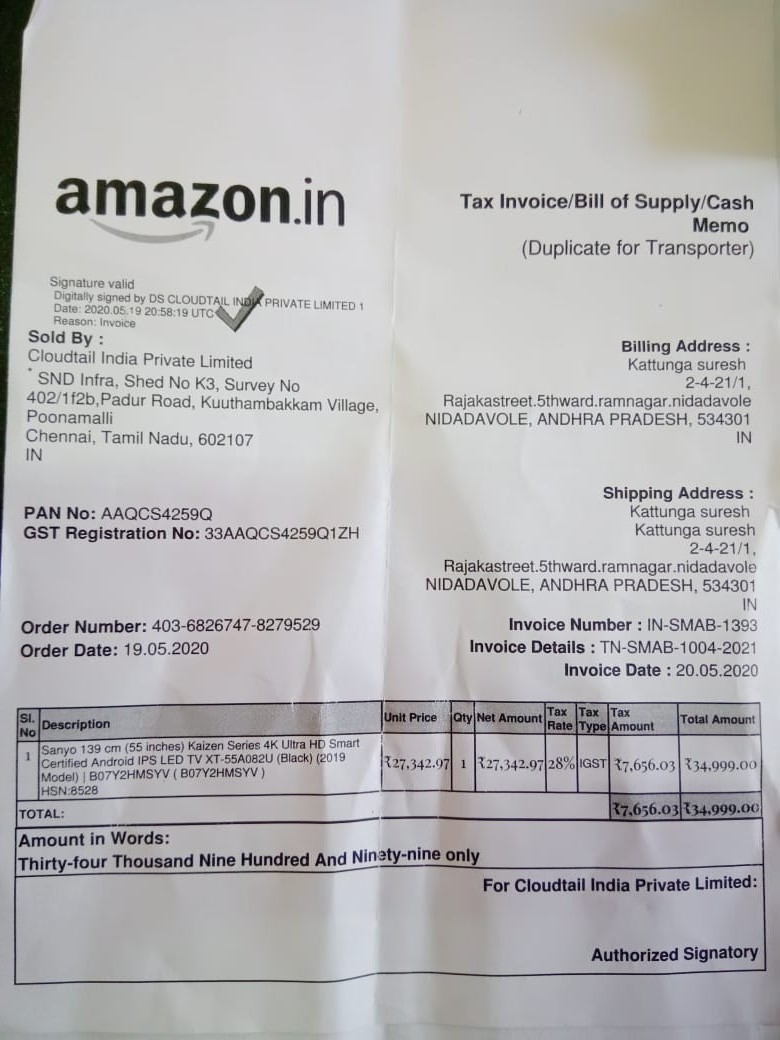 amazon.in
Tax Invoice/Bill of Supply/Cash
Memo
(Duplicate for Transporter)
Signature valid
Digitally signed by DS CLOUDTAIL INDIA PRIVATE LIMITED 1
Date: 2020.05.19 20:58:19 UTC
Reason: Invoice
Sold By :
Cloudtail India Private Limited
* SND Infra, Shed No K3, Survey No
402/1f2b,Padur Road, Kuuthambakkam Village,
Poonamalli
Chennai, Tamil Nadu, 602107
IN
Billing Address :
Kattunga suresh
2-4-21/1,
Rajakastreet.5thward.ramnagar.nidadavole
NIDADAVOLE, ANDHRA PRADESH, 534301
IN
PAN No: AAQCS4259Q
GST Registration No: 33AAQCS4259Q1ZH
Shipping Address :
Kattunga suresh
Kattunga suresh
2-4-21/1,
Rajakastreet.5thward.ramnagar.nidadavole
NIDADAVOLE, ANDHRA PRADESH, 534301
IN
Order Number: 403-6826747-8279529
Order Date: 19.05.2020
Invoice Number : IN-SMAB-1393
Invoice Details : TN-SMAB-1004-2021
Invoice Date : 20.05.2020
Sl. No Description Unit Price Qty Net Amount Tax Rate Tax Type Tax Amount Total Amount
1 Sanyo 139 cm (55 inches) Kaizen Series 4K Ultra HD Smart
Certified Android IPS LED TV XT-55A082U (Black) (2019
Model) | B07Y2HMSYV ( B07Y2HMSYV )
HSN:8528
₹27,342.97 1 ₹27,342.97 28% IGST ₹7,656.03 ₹34,999.00
TOTAL: ₹7,656.03 ₹34,999.00
Amount in Words:
Thirty-four Thousand Nine Hundred And Ninety-nine only
For Cloudtail India Private Limited:
Authorized Signatory